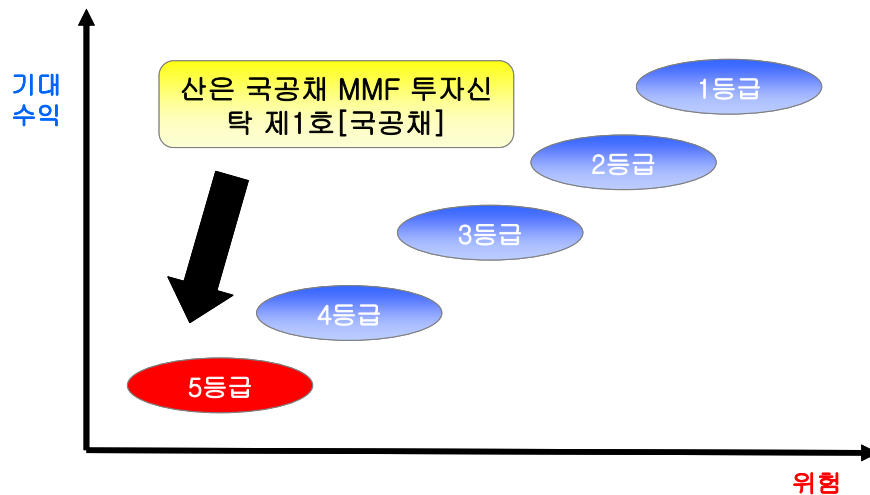 기대
수익
산은 국공채 MMF 투자신
탁 제1호[국공채]
1등급
2등급
3등급
4등급
5등급
위험